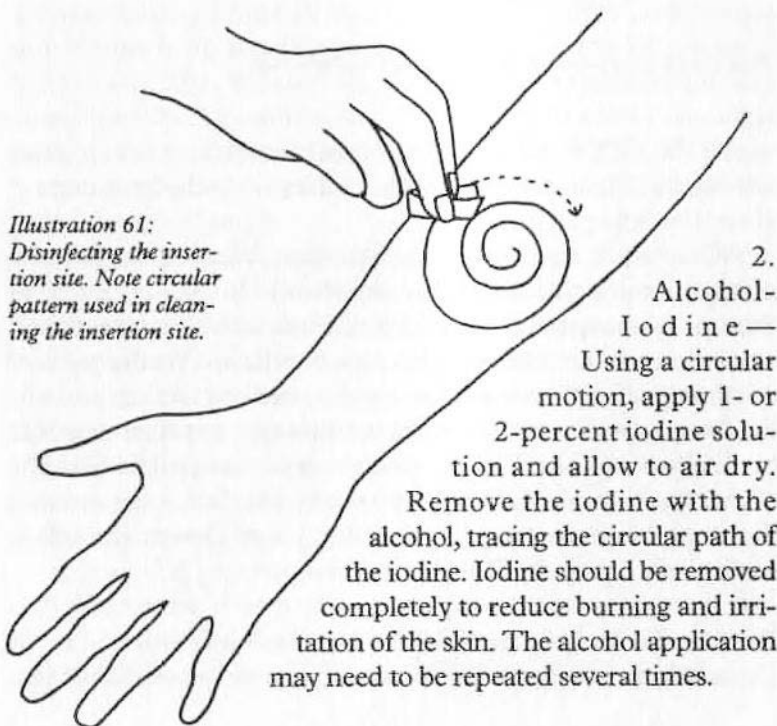 Illustration 61:
Disinfecting the inser-
tion site. Note circular
pattern used in clean-
ing the insertion site.
2.
Alcohol-
Iodine.
Using a circular
motion, apply 1- or
2-percent iodine solu-
tion and allow to air dry.
Remove the iodine with the
alcohol, tracing the circular path of
the iodine. Iodine should be removed
completely to reduce burning and irri-
tation of the skin. The alcohol application
may need to be repeated several times.